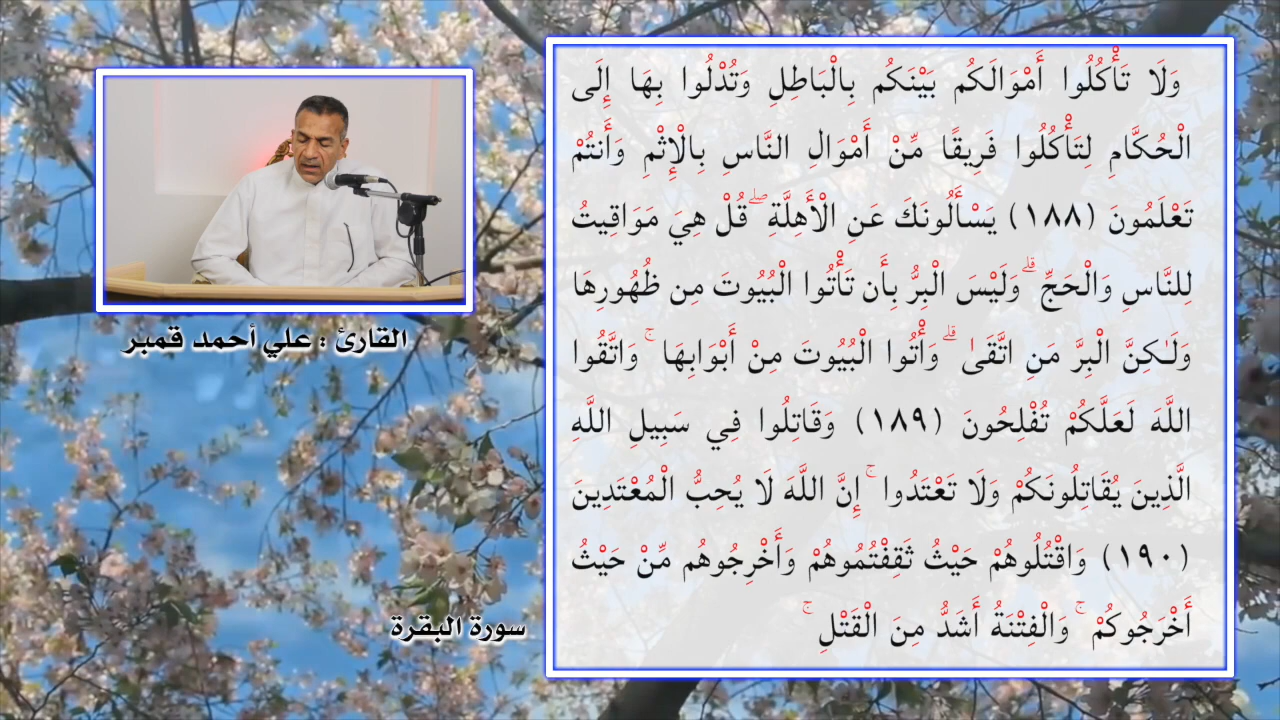 وَلَا تَأْكُلُوا أَمْوَالَكُم بَيْنَكُم بِالْبَاطِلِ وَتُدْلُوا بِهَا إِلَى
الْحُكَّامِ لِتَأْكُلُوا فَرِيقًا مِّنْ أَمْوَالِ النَّاسِ بِالْإِثْمِ وَأَنتُمْ
تَعْلَمُونَ (١٨٨) يَسْأَلُونَكَ عَنِ الْأَهِلَّةِ ۖ قُلْ هِيَ مَوَاقِيتُ
لِلنَّاسِ وَالْحَجِّ ۗ وَلَيْسَ الْبِرُّ بِأَن تَأْتُوا الْبُيُوتَ مِن ظُهُورِهَا
وَلَـٰكِنَّ الْبِرَّ مَنِ اتَّقَىٰ ۗ وَأْتُوا الْبُيُوتَ مِنْ أَبْوَابِهَا ۚ وَاتَّقُوا
اللَّهَ لَعَلَّكُمْ تُفْلِحُونَ (١٨٩) وَقَاتِلُوا فِي سَبِيلِ اللَّهِ
الَّذِينَ يُقَاتِلُونَكُمْ وَلَا تَعْتَدُوا ۚ إِنَّ اللَّهَ لَا يُحِبُّ الْمُعْتَدِينَ
(١٩٠) وَاقْتُلُوهُمْ حَيْثُ ثَقِفْتُمُوهُمْ وَأَخْرِجُوهُم مِّنْ حَيْثُ
أَخْرَجُوكُمْ ۚ وَالْفِتْنَةُ أَشَدُّ مِنَ الْقَتْلِ ۚ
القارئ : علي أحمد قمبر
سورة البقرة